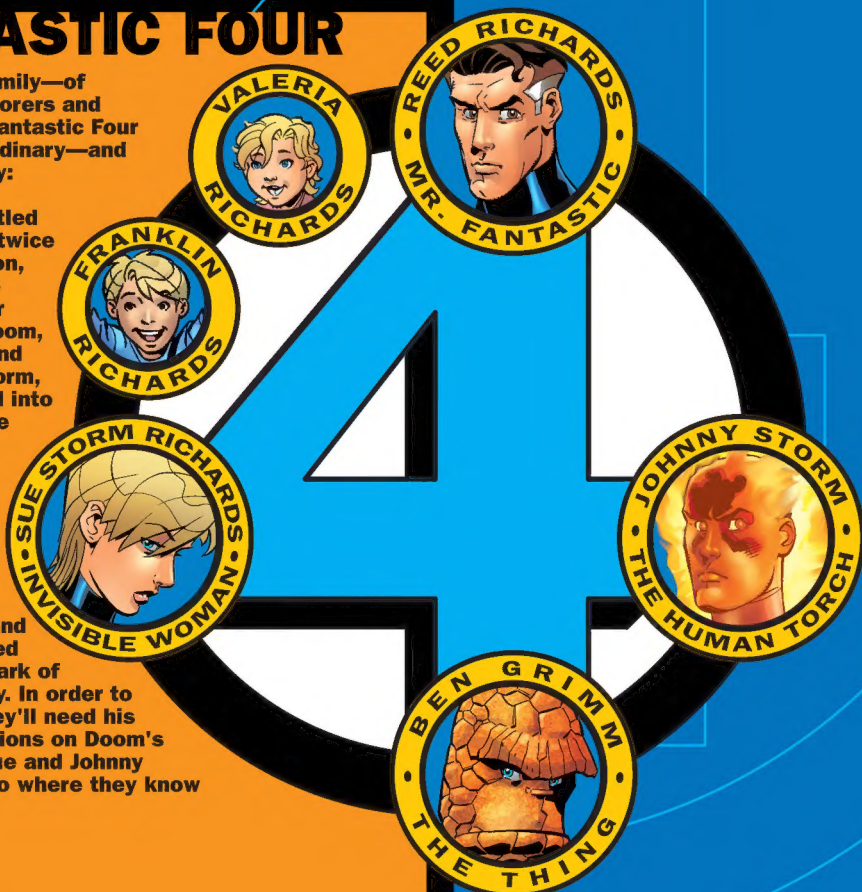 ASTIC FOUR
mily—of
orers and
antastic Four
dinary—and
y:
tled
twice
on,
r
oom,
nd
orm,
l into
e
nd
ed
ark of
y. In order to
ey'll need his
ions on Doom's
ue and Johnny
o where they know
VALERIA
RICHARDS
• REED RICHARDS •
MR. FANTASTIC
FRANKLIN
RICHARDS
• SUE STORM RICHARDS •
INVISIBLE WOMAN
4
• JOHNNY STORM •
THE HUMAN TORCH
• BEN GRIMM •
THE THING